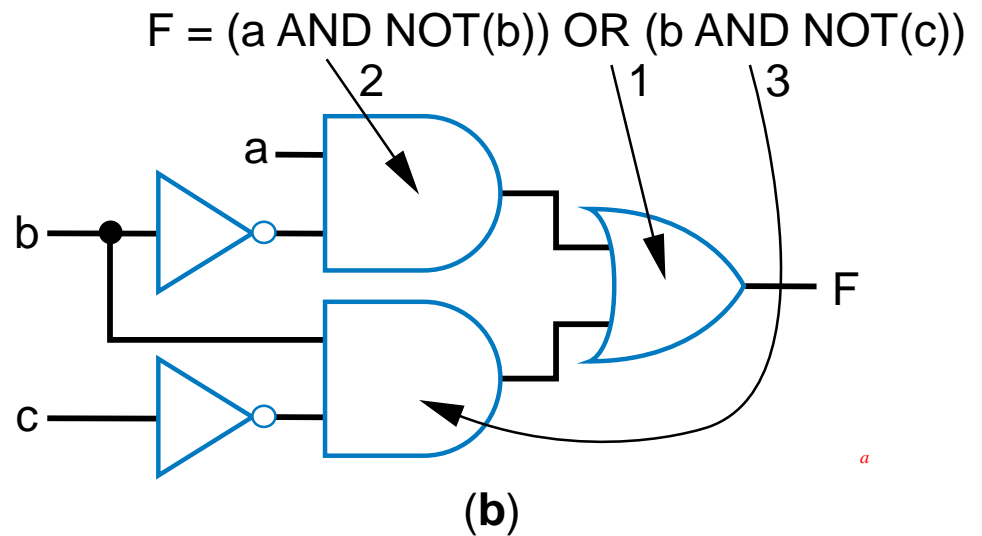 F = (a AND NOT(b)) OR (b AND NOT(c))
2 1 3
a
b
F
c
a
(b)